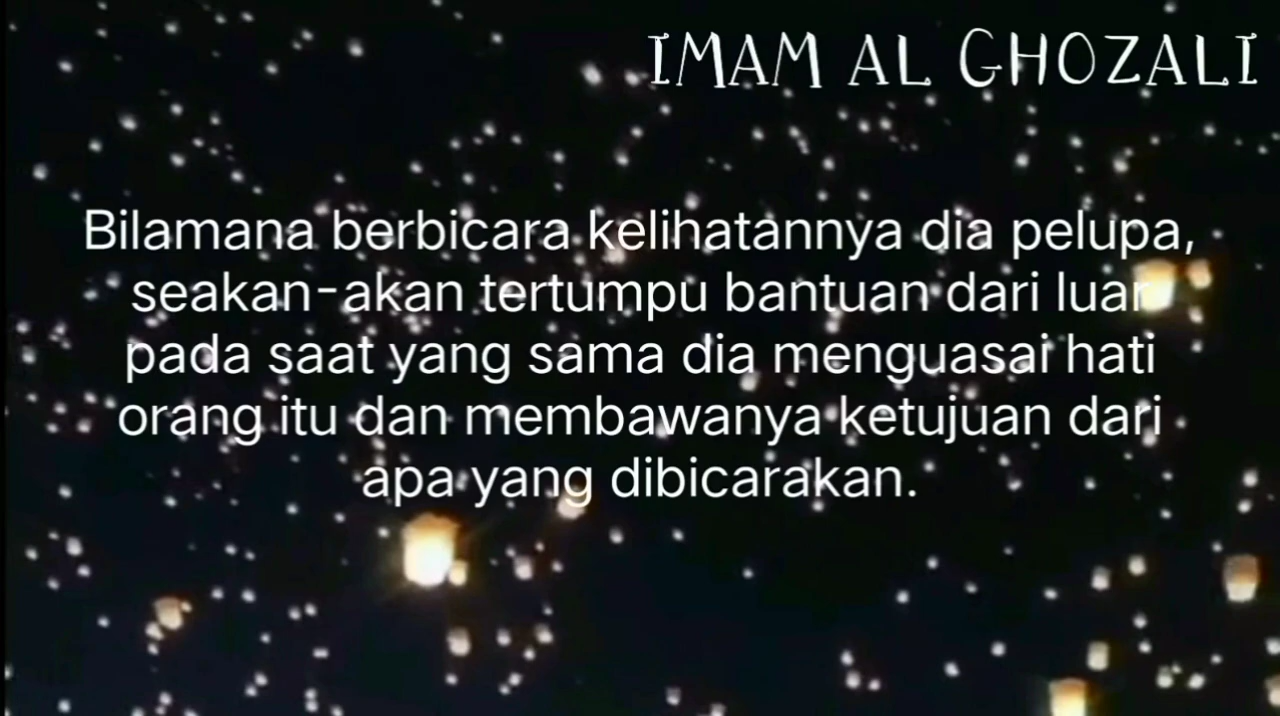 IMAM AL GHOZALI
Bilamana berbicara kelihatannya dia pelupa,
seakan-akan tertumpu bantuan dari luar
pada saat yang sama dia menguasai hati
orang itu dan membawanya ketujuan dari
apa yang dibicarakan.